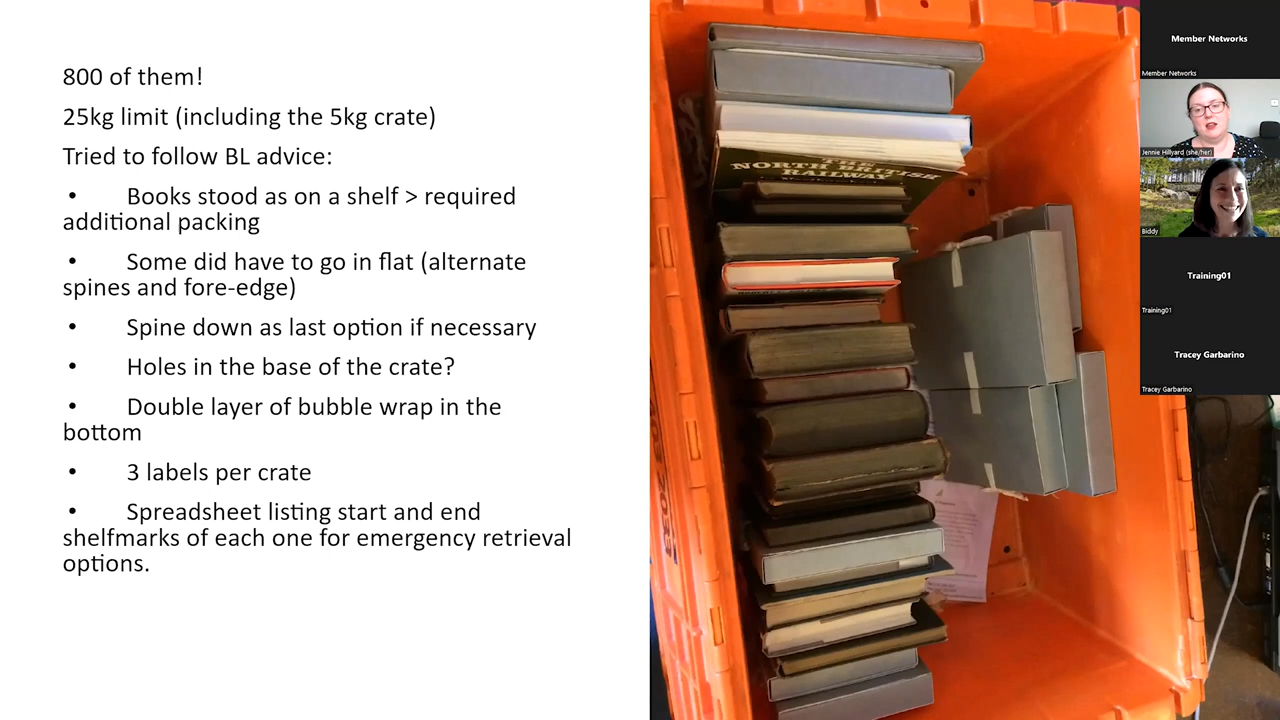 800 of them!
25kg limit (including the 5kg crate)
Tried to follow BL advice:
• Books stood as on a shelf > required
additional packing
• Some did have to go in flat (alternate
spines and fore-edge)
• Spine down as last option if necessary
• Holes in the base of the crate?
• Double layer of bubble wrap in the
bottom
• 3 labels per crate
• Spreadsheet listing start and end
shelfmarks of each one for emergency retrieval
options.
THE
NORTH BRITISH
RAILWAY
Member Networks
Member Networks
Jennie Hillyard (she/her)
Biddy
Training01
Training01
Tracey Garbarino
Tracey Garbarino